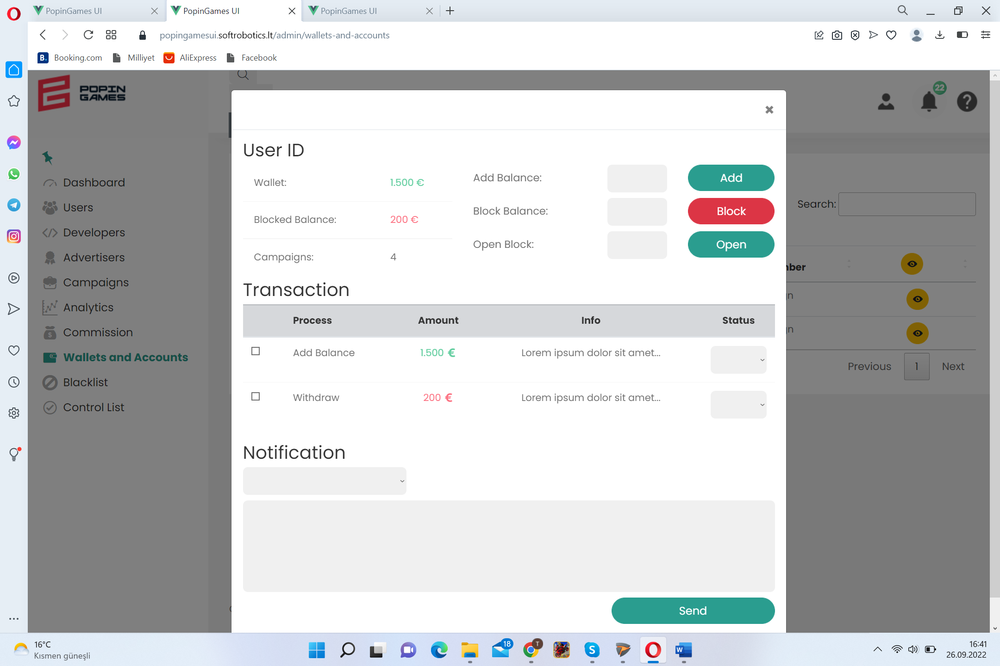 PopinGames UI
PopinGames UI
PopinGames UI
popingamesui.softrobotics.lt/admin/wallets-and-accounts
B. Booking.com Milliyet AliExpress Facebook
POPIN
GAMES
22
User ID
Wallet: 1.500 €
Blocked Balance: 200 €
Campaigns: 4
Add Balance: Add
Block Balance: Block
Open Block: Open
Dashboard
Users
Developers
Advertisers
Campaigns
Analytics
Commission
Wallets and Accounts
Blacklist
Control List
Search:
Previous 1 Next
Transaction
Process Amount Info Status
Add Balance 1.500 € Lorem ipsum dolor sit amet...
Withdraw 200 € Lorem ipsum dolor sit amet...
Notification
Send
16°C
Kısmen güneşli
18
T
16:41
26.09.2022